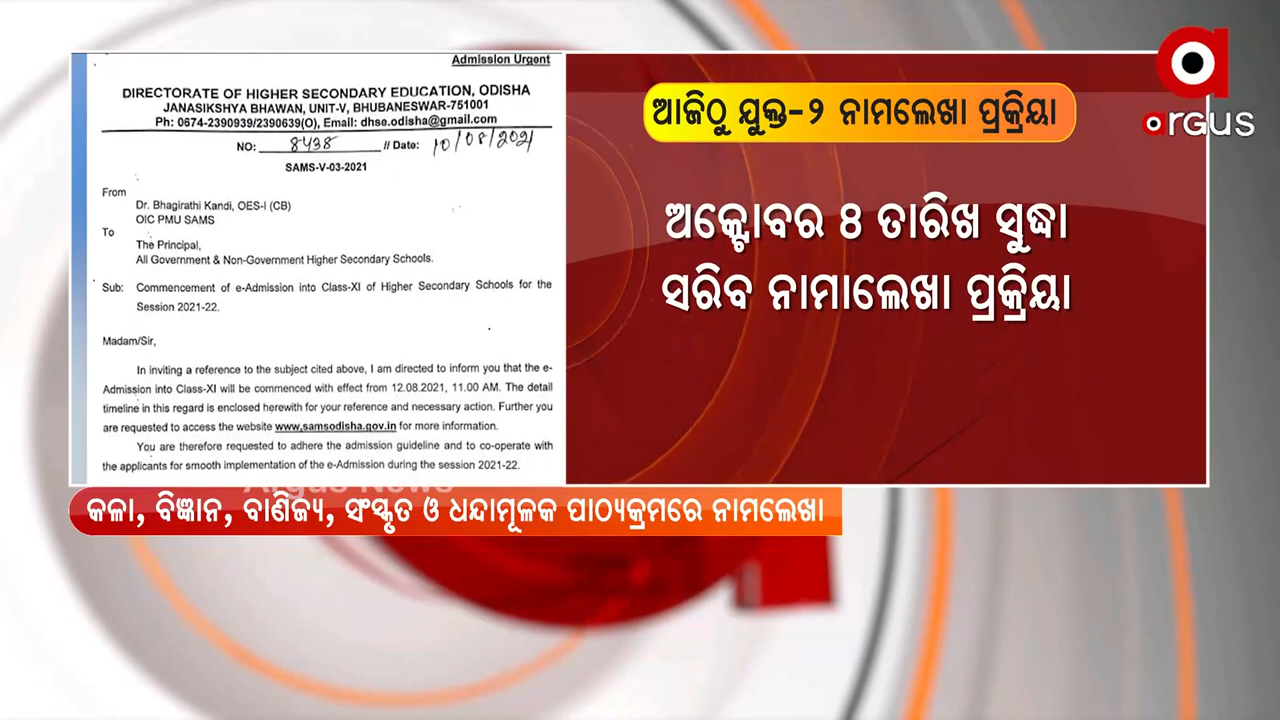 Admission Urgent
DIRECTORATE OF HIGHER SECONDARY EDUCATION, ODISHA
JANASIKSHYA BHAWAN, UNIT-V, BHUBANESWAR-751001
Ph: 0674-2390939/2390639(O), Email: dhse.odisha@gmail.com
NO: 8438 // Date: 10/08/2021
SAMS-V-03-2021
From
Dr. Bhagirathi Kandi, OES-I (CB)
OIC PMU SAMS
To
The Principal,
All Government & Non-Government Higher Secondary Schools.
Sub: Commencement of e-Admission into Class-XI of Higher Secondary Schools for the
Session 2021-22.
Madam/Sir,
In inviting a reference to the subject cited above, I am directed to inform you that the e-
Admission into Class-XI will be commenced with effect from 12.08.2021, 11.00 AM. The detail
timeline in this regard is enclosed herewith for your reference and necessary action. Further you
are requested to access the website www.samsodisha.gov.in for more information.
You are therefore requested to adhere the admission guideline and to co-operate with
the applicants for smooth implementation of the e-Admission during the session 2021-22.
ଆଜିଠୁ ଯୁକ୍ତ-୨ ନାମଲେଖା ପ୍ରକ୍ରିୟା
ଅକ୍ଟୋବର ୫ ତାରିଖ ସୁଦ୍ଧା
ସରିବ ନାମାଲେଖା ପ୍ରକ୍ରିୟା
argus
Argus News
କଳା, ବିଜ୍ଞାନ, ବାଣିଜ୍ୟ, ସଂସ୍କୃତ ଓ ଧନ୍ଦାମୂଳକ ପାଠ୍ୟକ୍ରମରେ ନାମଲେଖା